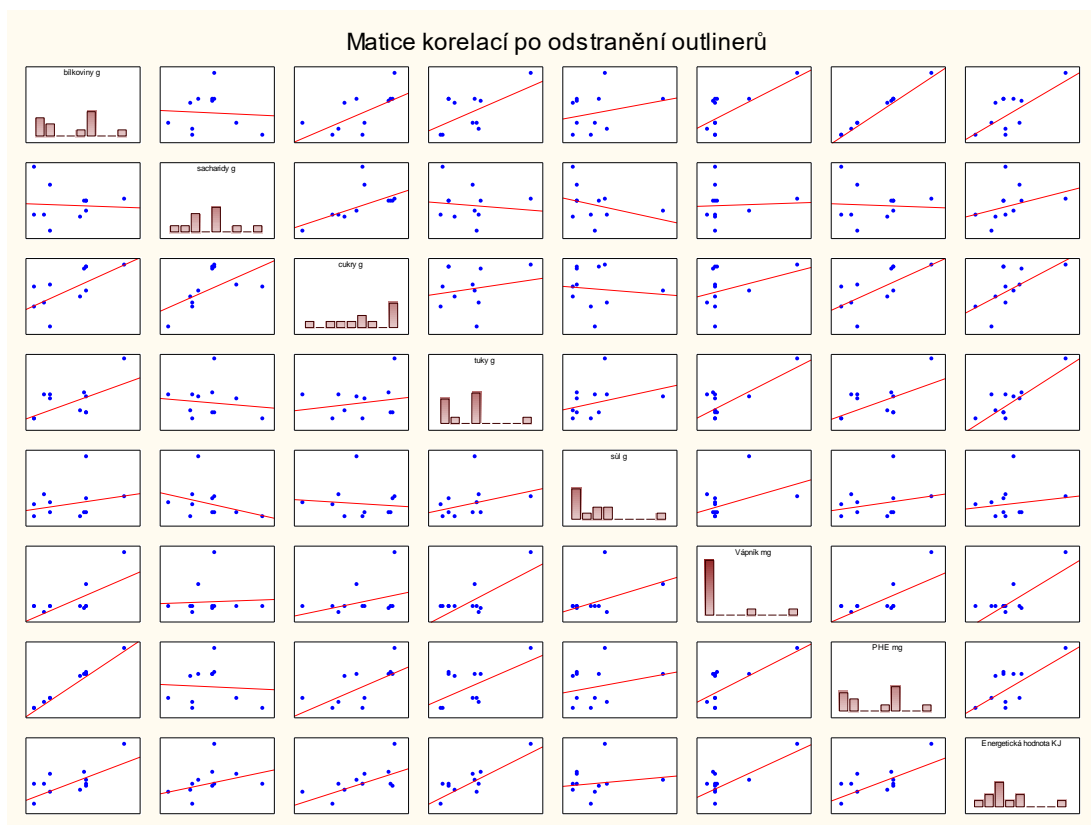 Matice korelací po odstranění outlinerů
bílkoviny g
sacharidy g
cukry g
tuky g
sůl g
Vápník mg
PHE mg
Energetická hodnota KJ